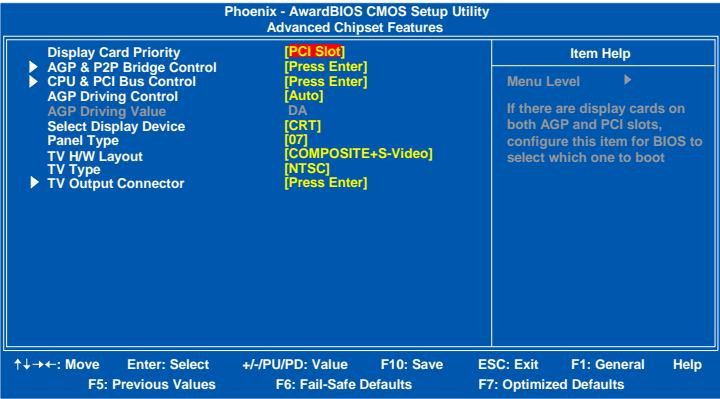 Phoenix - AwardBIOS CMOS Setup Utility
Advanced Chipset Features
Display Card Priority [PCI Slot]
AGP & P2P Bridge Control [Press Enter]
CPU & PCI Bus Control [Press Enter]
AGP Driving Control [Auto]
AGP Driving Value DA
Select Display Device [CRT]
Panel Type [07]
TV H/W Layout [COMPOSITE+S-Video]
TV Type [NTSC]
TV Output Connector [Press Enter]
Item Help
Menu Level
If there are display cards on
both AGP and PCI slots,
configure this item for BIOS to
select which one to boot
↑↓→←: Move Enter: Select +/-/PU/PD: Value F10: Save ESC: Exit F1: General Help
F5: Previous Values F6: Fail-Safe Defaults F7: Optimized Defaults